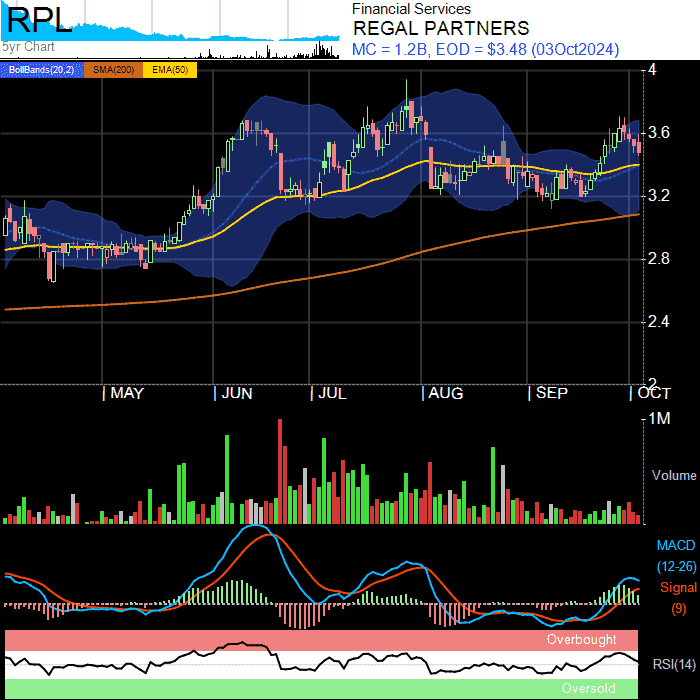 RPL
5yr Chart
Financial Services
REGAL PARTNERS
MC = 1.2B, EOD = $3.48 (03Oct2024)
BollBands(20,2) SMA(200) EMA(50)
4
3.6
3.2
2.8
2.4
2
MAY JUN JUL AUG SEP OCT
1M
Volume
MACD
(12-26)
Signal
(9)
Overbought
RSI(14)
Oversold